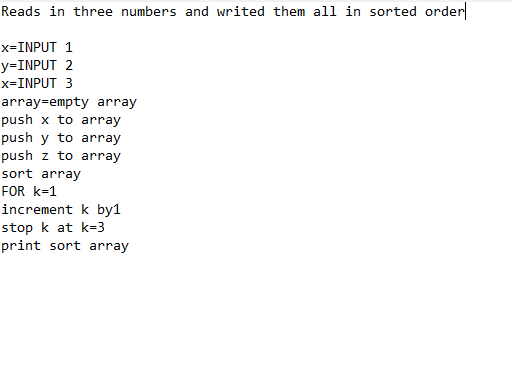 Reads in three numbers and writed them all in sorted order
x=INPUT 1
y=INPUT 2
x=INPUT 3
array=empty array
push x to array
push y to array
push z to array
sort array
FOR k=1
increment k by1
stop k at k=3
print sort array